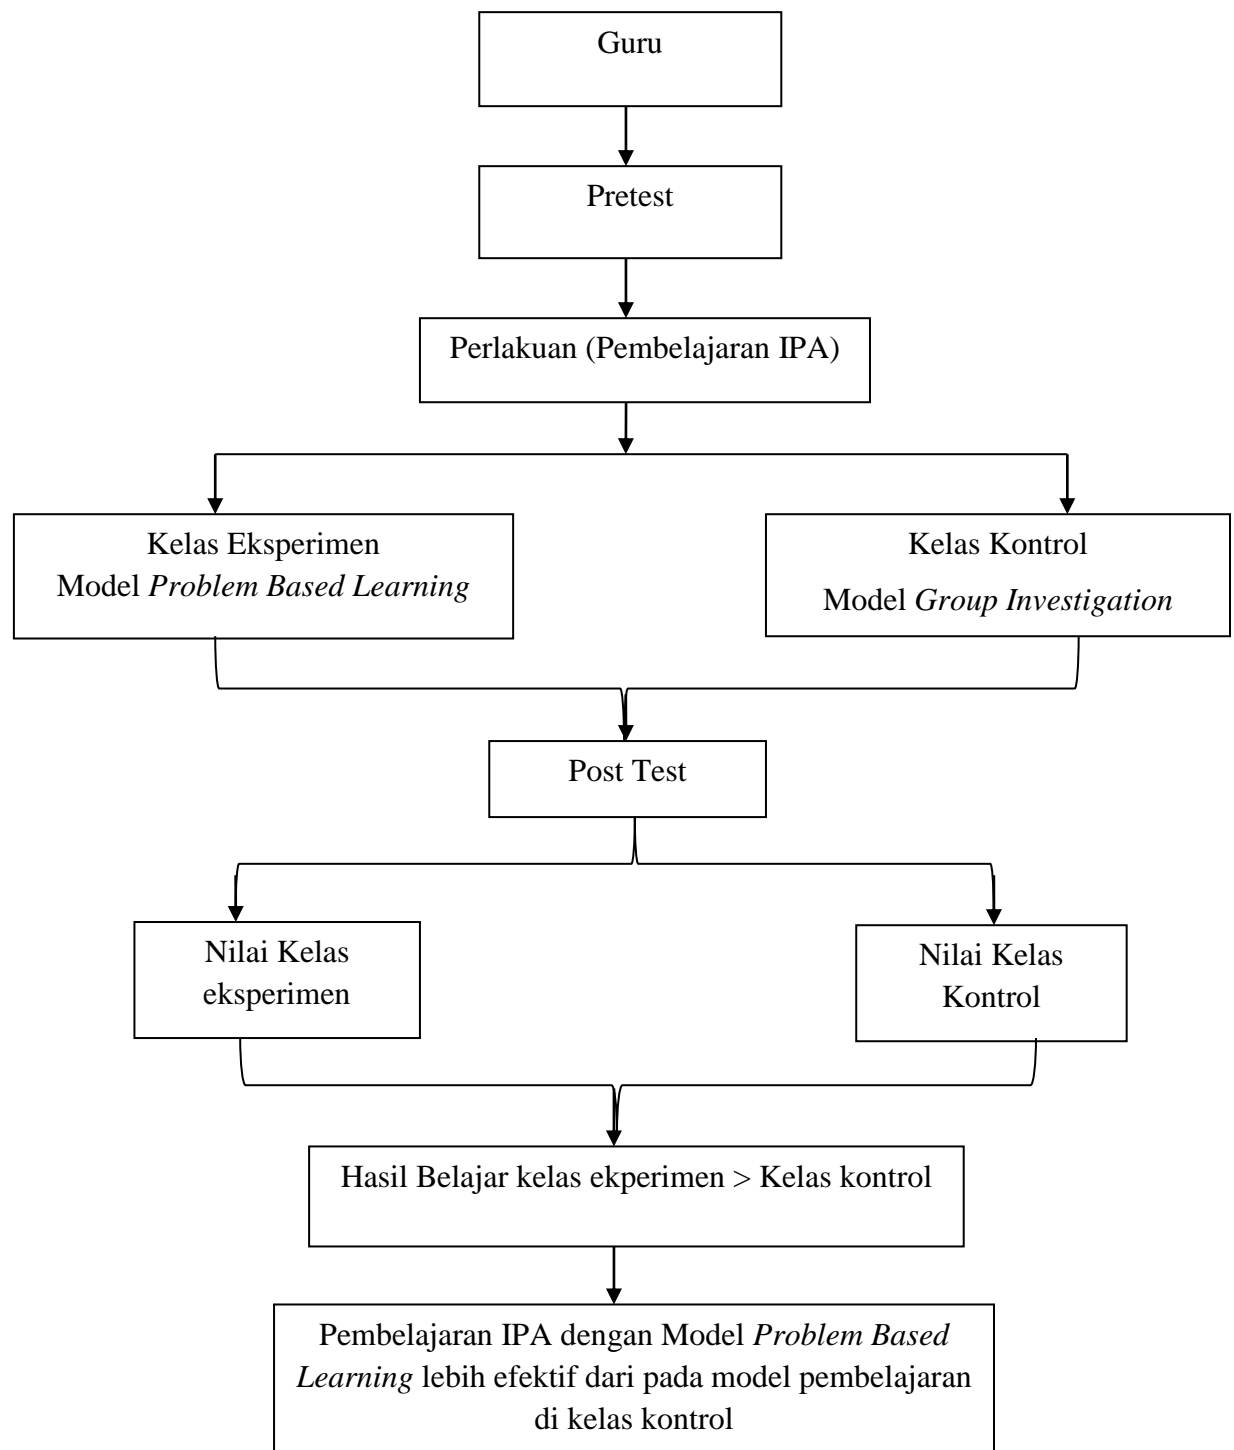 Guru
Pretest
Perlakuan (Pembelajaran IPA)
Kelas Eksperimen
Model Problem Based Learning
Kelas Kontrol
Model Group Investigation
Post Test
Nilai Kelas
eksperimen
Nilai Kelas
Kontrol
Hasil Belajar kelas ekperimen > Kelas kontrol
Pembelajaran IPA dengan Model Problem Based
Learning lebih efektif dari pada model pembelajaran
di kelas kontrol